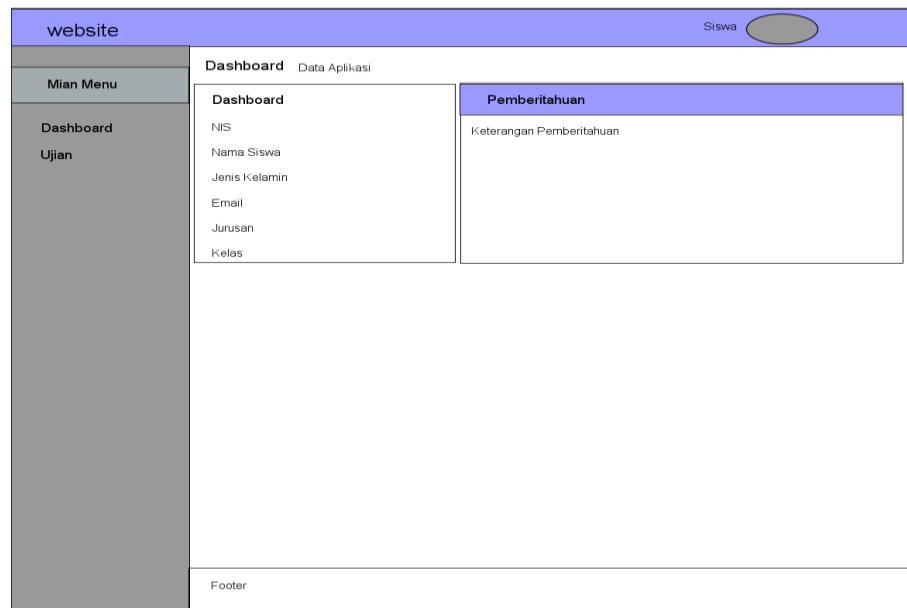 website
Siswa
Mian Menu
Dashboard
Ujian
Dashboard Data Aplikasi
Dashboard
NIS
Nama Siswa
Jenis Kelamin
Email
Jurusan
Kelas
Pemberitahuan
Keterangan Pemberitahuan
Footer